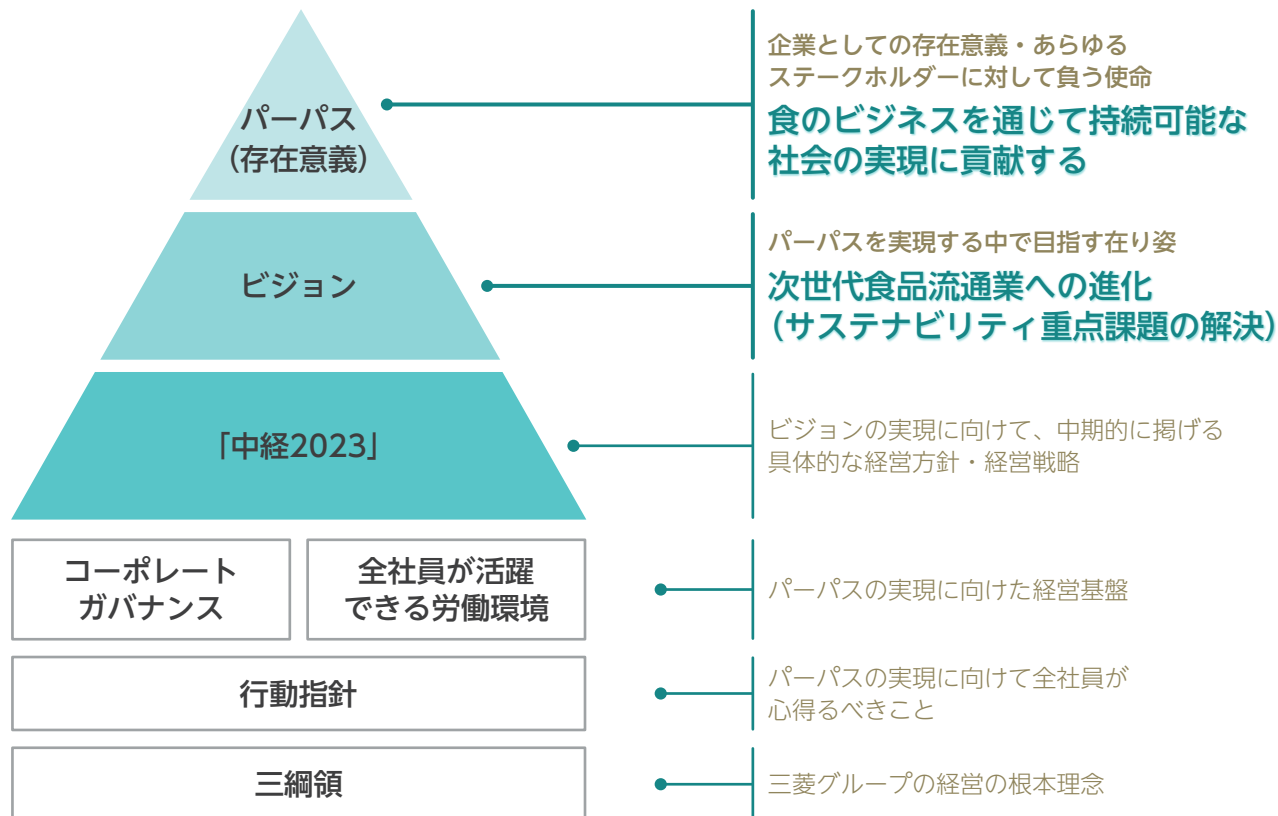 パーパス
（存在意義）
企業としての存在意義・あらゆる
ステークホルダーに対して負う使命
食のビジネスを通じて持続可能な
社会の実現に貢献する
ビジョン
パーパスを実現する中で目指す在り姿
次世代食品流通業への進化
（サステナビリティ重点課題の解決）
「中経2023」
ビジョンの実現に向けて、中期的に掲げる
具体的な経営方針・経営戦略
コーポレート
ガバナンス
全社員が活躍
できる労働環境
パーパスの実現に向けた経営基盤
行動指針
パーパスの実現に向けて全社員が
心得るべきこと
三綱領
三菱グループの経営の根本理念